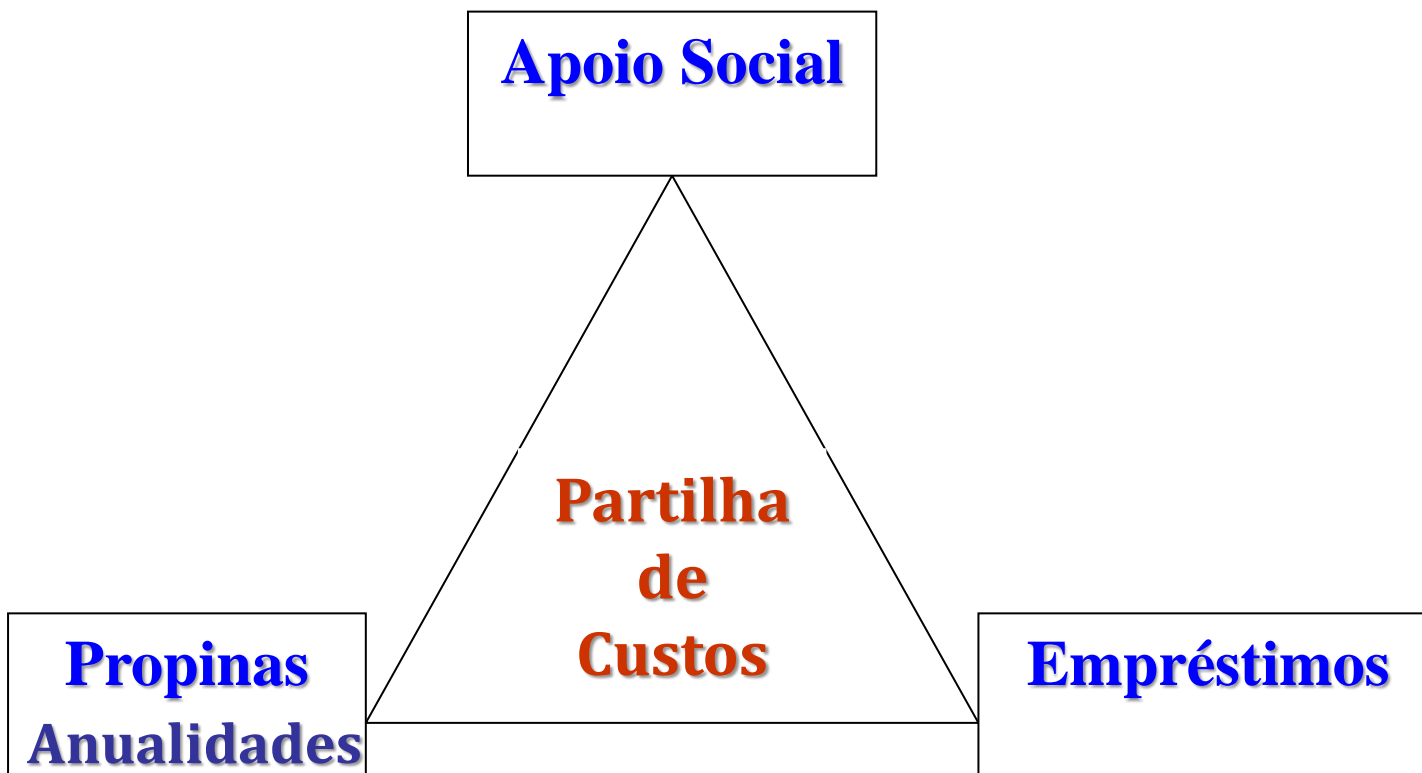 Apoio Social
Partilha
de
Custos
Propinas
Anualidades
Empréstimos